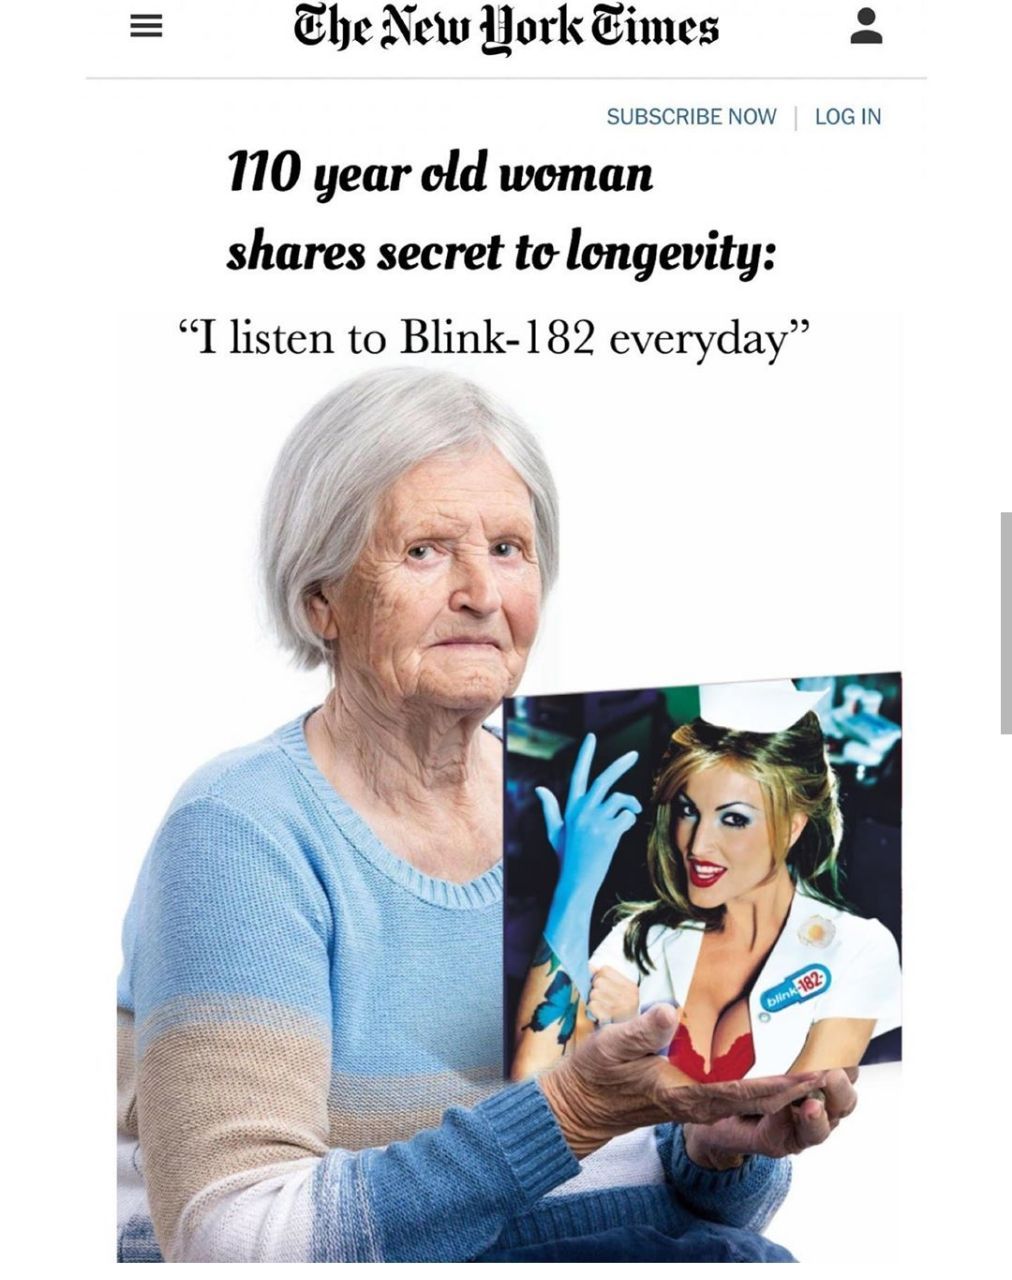 The New York Times
SUBSCRIBE NOW | LOG IN
110 year old woman
shares secret to longevity:
“I listen to Blink-182 everyday”
blink-182-